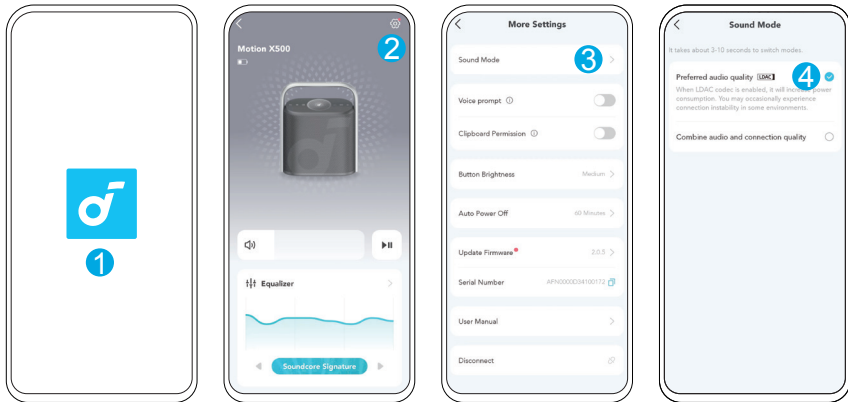 1
2
Motion X500
Equalizer
Soundcore Signature
More Settings
Sound Mode
3
Voice prompt
Clipboard Permission
Button Brightness Medium
Auto Power Off 60 Minutes
Update Firmware 2.0.5
Serial Number AFN0000D34100172
User Manual
Disconnect
Sound Mode
It takes about 3-10 seconds to switch modes.
Preferred audio quality LDAC
4
When LDAC codec is enabled, it will increase power
consumption. You may occasionally experience
connection instability in some environments.
Combine audio and connection quality